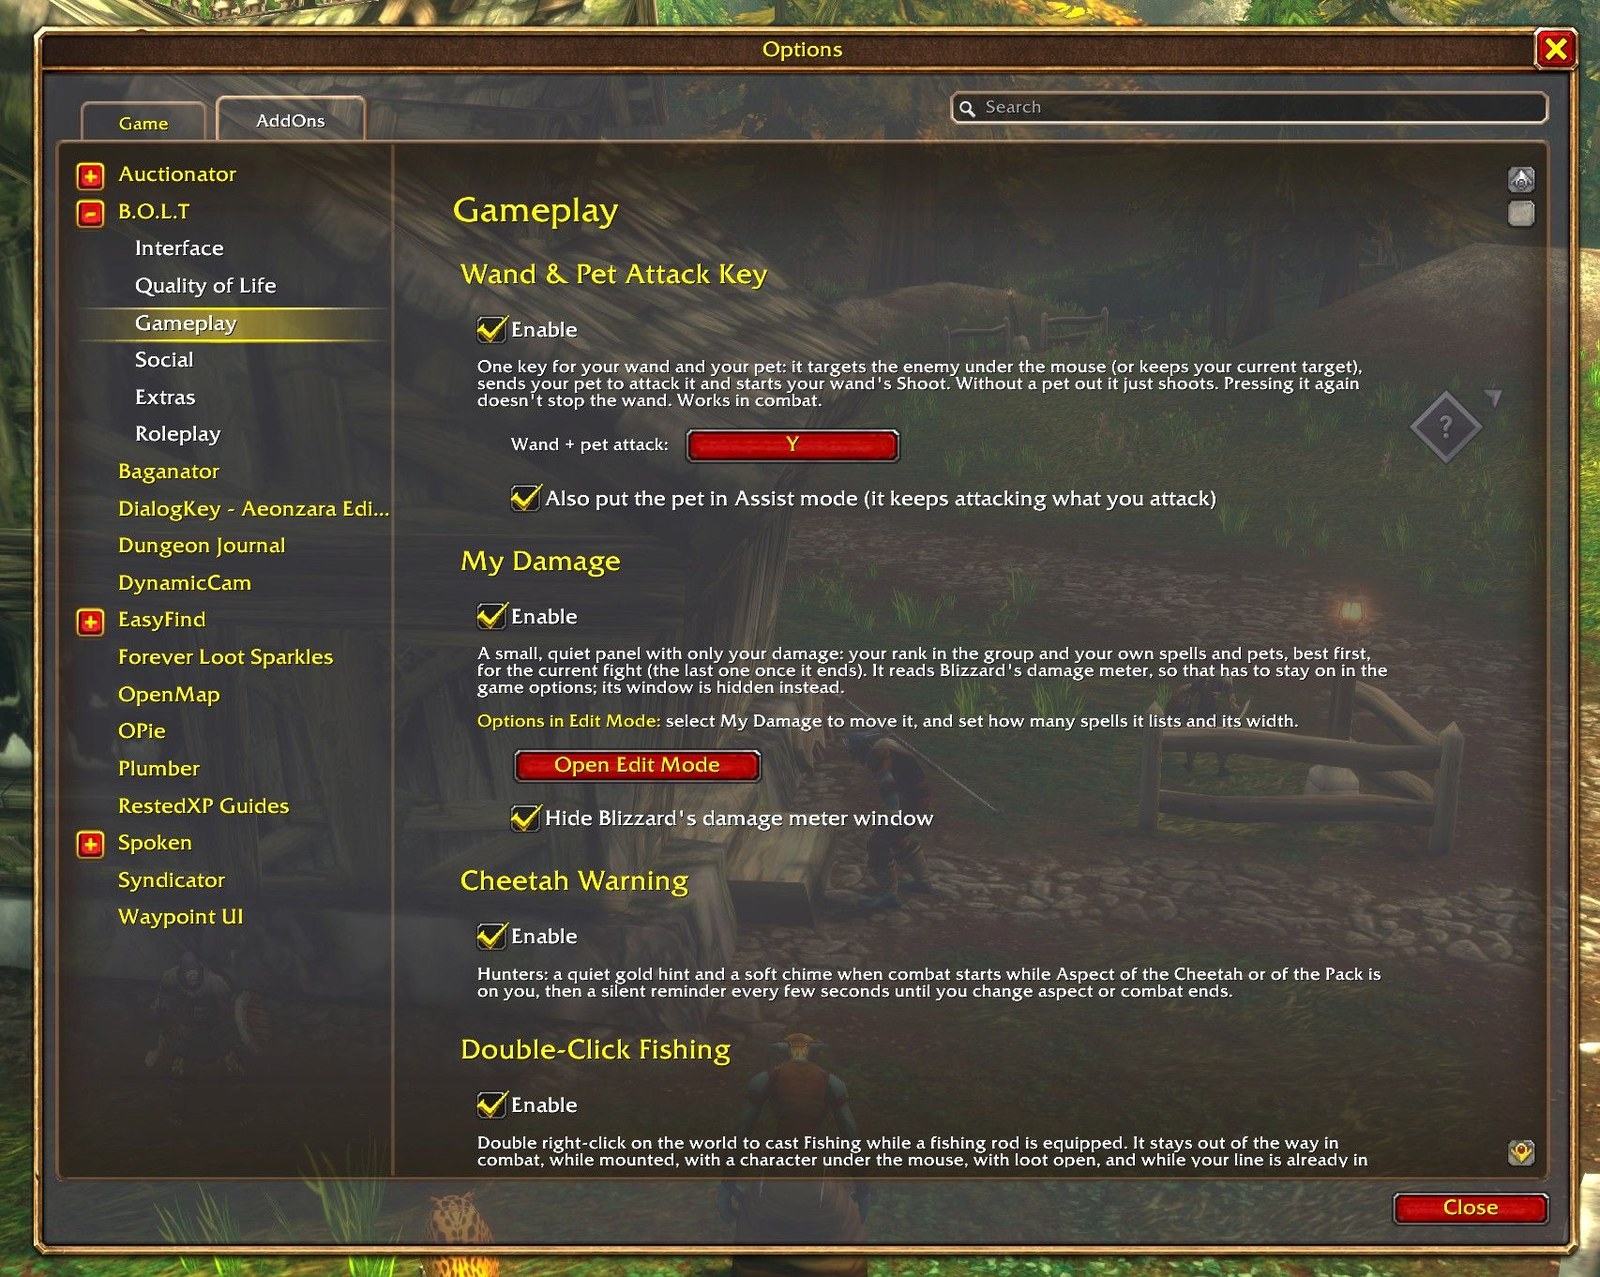 Options
Game
AddOns
Search
Auctionator
B.O.L.T
Interface
Quality of Life
Gameplay
Social
Extras
Roleplay
Baganator
DialogKey - Aeonzara Edi...
Dungeon Journal
DynamicCam
EasyFind
Forever Loot Sparkles
OpenMap
OPie
Plumber
RestedXP Guides
Spoken
Syndicator
Waypoint UI
Gameplay
Wand & Pet Attack Key
Enable
One key for your wand and your pet: it targets the enemy under the mouse (or keeps your current target),
sends your pet to attack it and starts your wand's Shoot. Without a pet out it just shoots. Pressing it again
doesn't stop the wand. Works in combat.
Wand + pet attack:
Y
Also put the pet in Assist mode (it keeps attacking what you attack)
My Damage
Enable
A small, quiet panel with only your damage: your rank in the group and your own spells and pets, best first,
for the current fight (the last one once it ends). It reads Blizzard's damage meter, so that has to stay on in the
game options; its window is hidden instead.
Options in Edit Mode: select My Damage to move it, and set how many spells it lists and its width.
Open Edit Mode
Hide Blizzard's damage meter window
Cheetah Warning
Enable
Hunters: a quiet gold hint and a soft chime when combat starts while Aspect of the Cheetah or of the Pack is
on you, then a silent reminder every few seconds until you change aspect or combat ends.
Double-Click Fishing
Enable
Double right-click on the world to cast Fishing while a fishing rod is equipped. It stays out of the way in
combat, while mounted, with a character under the mouse, with loot open, and while your line is already in
?
Close